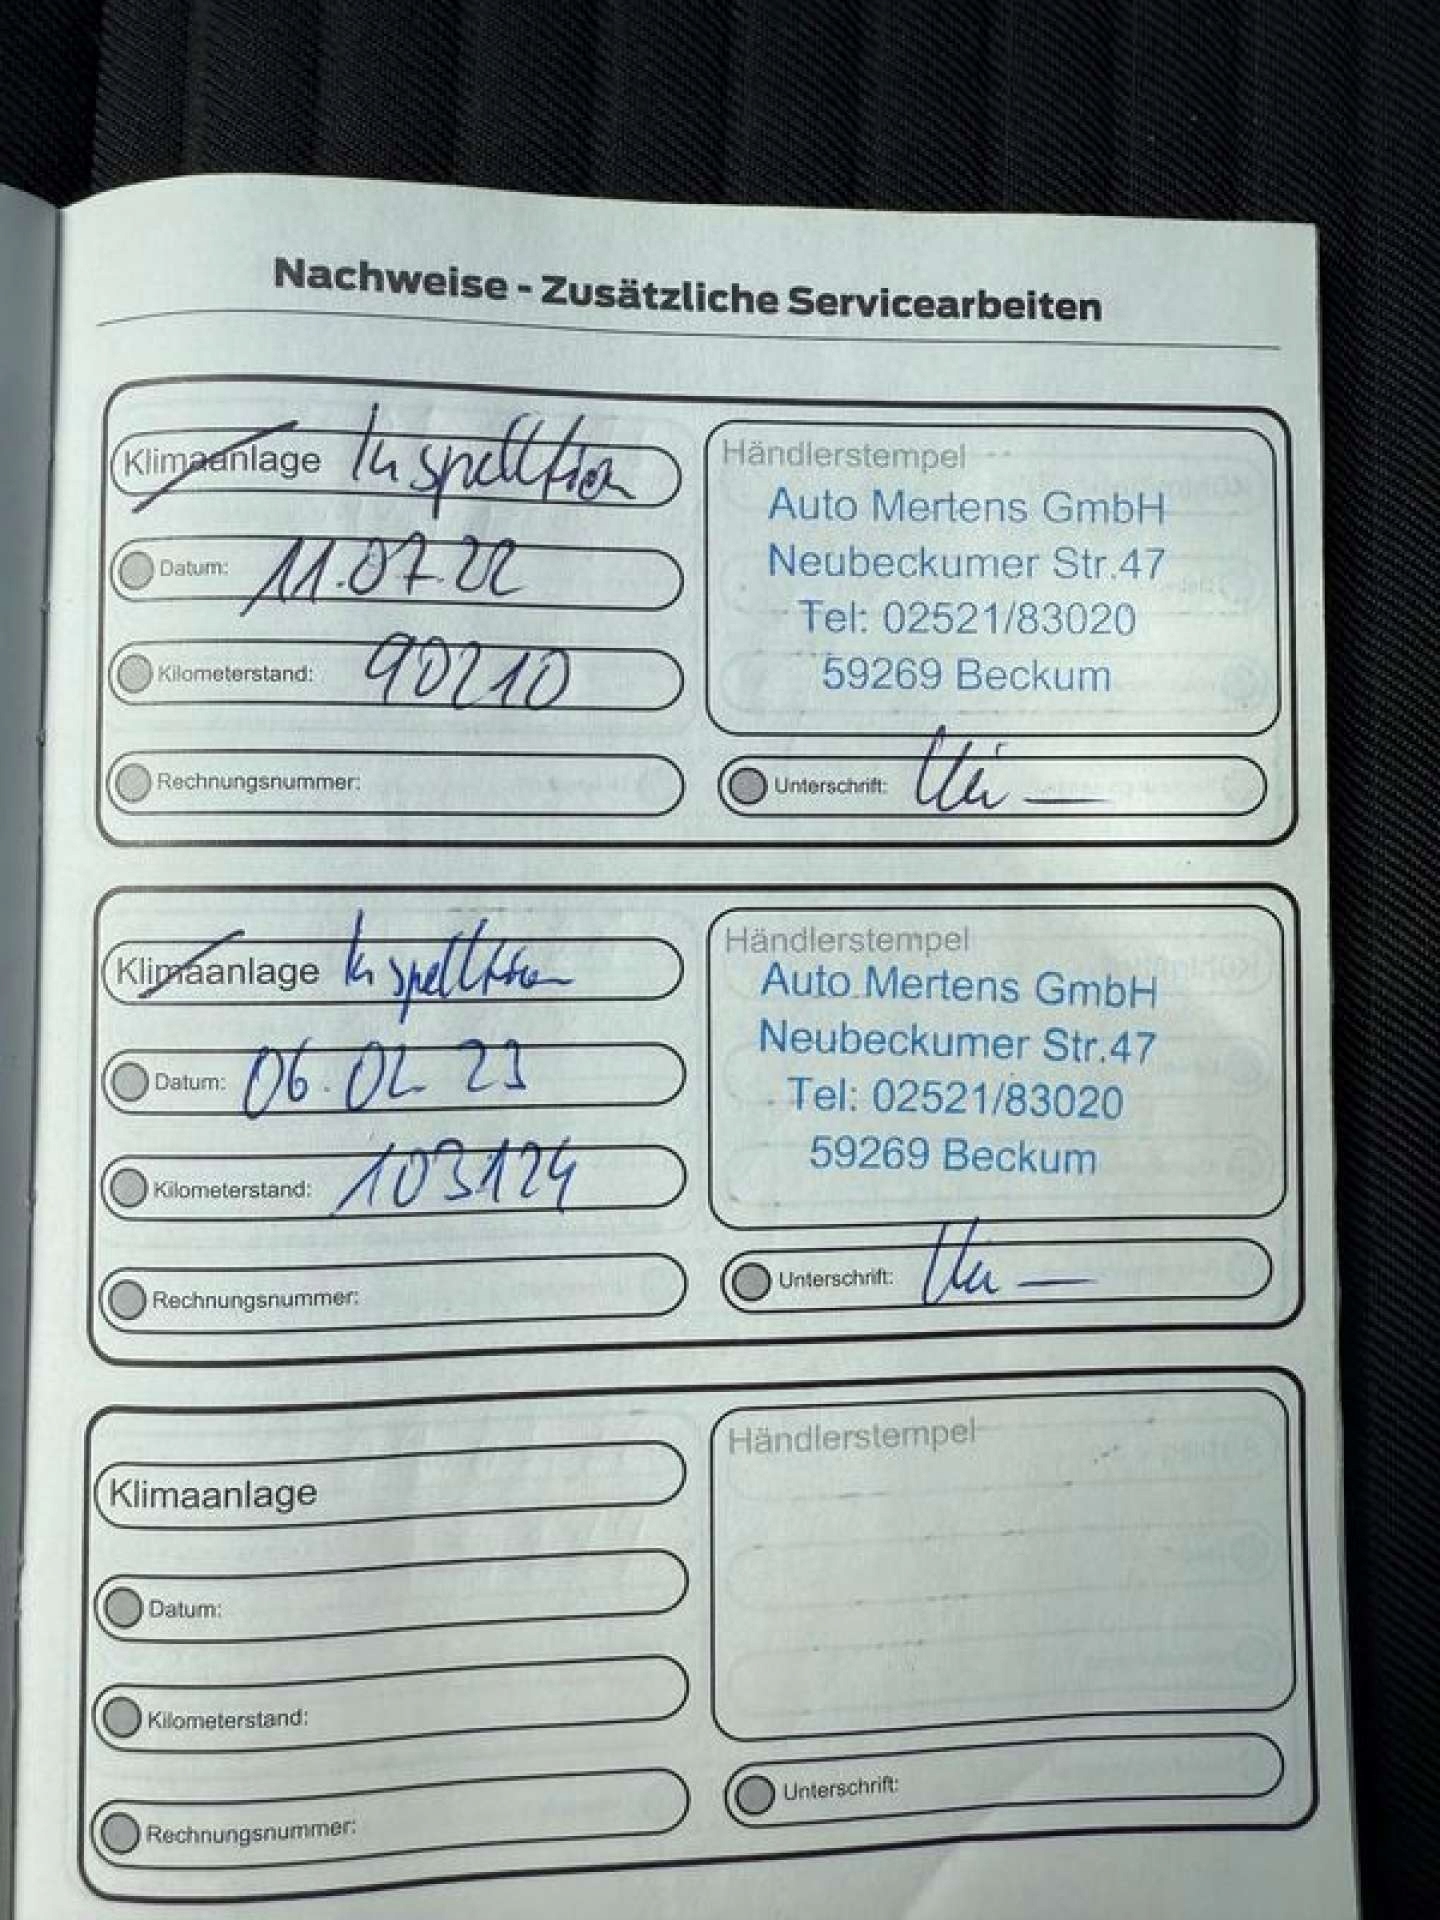 Nachweise - Zusätzliche Servicearbeiten
Klimaanlage Inspektion
Datum: 11.07.22
Kilometerstand: 90210
Rechnungsnummer:
Händlerstempel
Auto Mertens GmbH
Neubeckumer Str.47
Tel: 02521/83020
59269 Beckum
Unterschrift:
Klimaanlage Inspektion
Datum: 06.02.23
Kilometerstand: 103124
Rechnungsnummer:
Händlerstempel
Auto Mertens GmbH
Neubeckumer Str.47
Tel: 02521/83020
59269 Beckum
Unterschrift:
Klimaanlage
Datum:
Kilometerstand:
Rechnungsnummer:
Händlerstempel
Unterschrift: